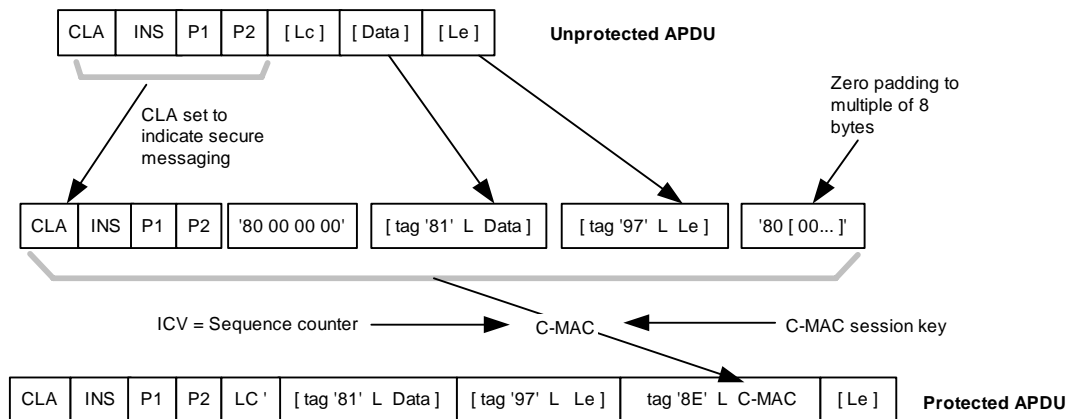 CLA INS P1 P2 [ Lc ] [ Data ] [ Le ] Unprotected APDU
CLA set to
indicate secure
messaging
Zero padding to
multiple of 8
bytes
CLA INS P1 P2 '80 00 00 00' [ tag '81' L Data ] [ tag '97' L Le ] '80 [ 00... ]'
ICV = Sequence counter C-MAC C-MAC session key
CLA INS P1 P2 LC ' [ tag '81' L Data ] [ tag '97' L Le ] tag '8E' L C-MAC [ Le ] Protected APDU